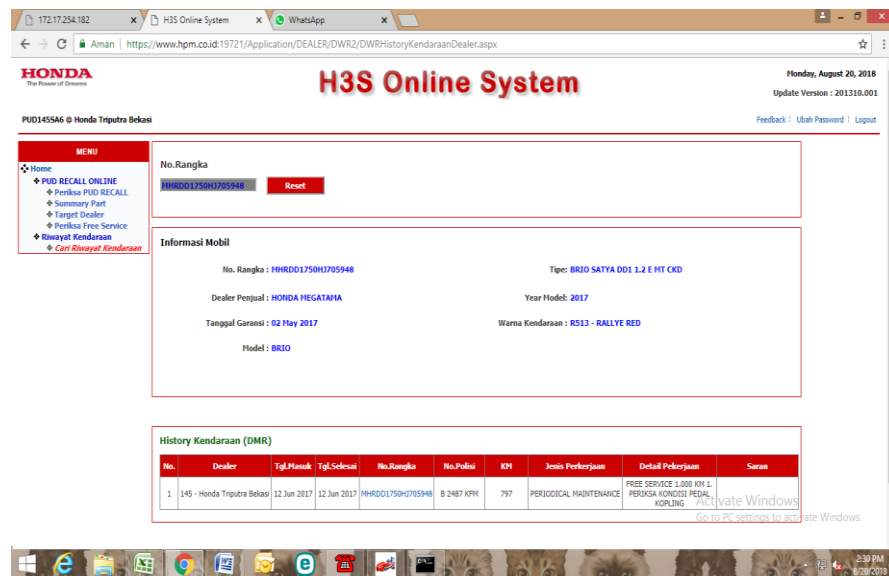 172.17.254.182
H3S Online System
WhatsApp
Aman https://www.hpm.co.id:19721/Application/DEALER/DWR2/DWRHistoryKendaraanDealer.aspx
HONDA
The Power of Dreams
H3S Online System
Monday, August 20, 2018
Update Version : 201310.001
PUD145SA6 @ Honda Triputra Bekasi
Feedback | Ubah Password | Logout
MENU
Home
PUD RECALL ONLINE
Periksa PUD RECALL
Summary Part
Target Dealer
Periksa Free Service
Riwayat Kendaraan
Cari Riwayat Kendaraan
No.Rangka
MHRDD1750HJ705948 Reset
Informasi Mobil
No. Rangka : MHRDD1750HJ705948 Tipe: BRIO SATYA DD1 1.2 E MT CKD
Dealer Penjual : HONDA MEGATAMA Year Model: 2017
Tanggal Garansi : 02 May 2017 Warna Kendaraan : R513 - RALLYE RED
Model : BRIO
History Kendaraan (DMR)
No. Dealer Tgl.Masuk Tgl.Selesai No.Rangka No.Polisi KM Jenis Perkerjaan Detail Pekerjaan Saran
1 145 - Honda Triputra Bekasi 12 Jun 2017 12 Jun 2017 MHRDD1750HJ705948 B 2487 KFM 797 PERIODICAL MAINTENANCE FREE SERVICE 1.000 KM 1.
PERIKSA KONDISI PEDAL
KOPLING
Activate Windows
Go to PC settings to activate Windows.
2:30 PM
8/20/2018